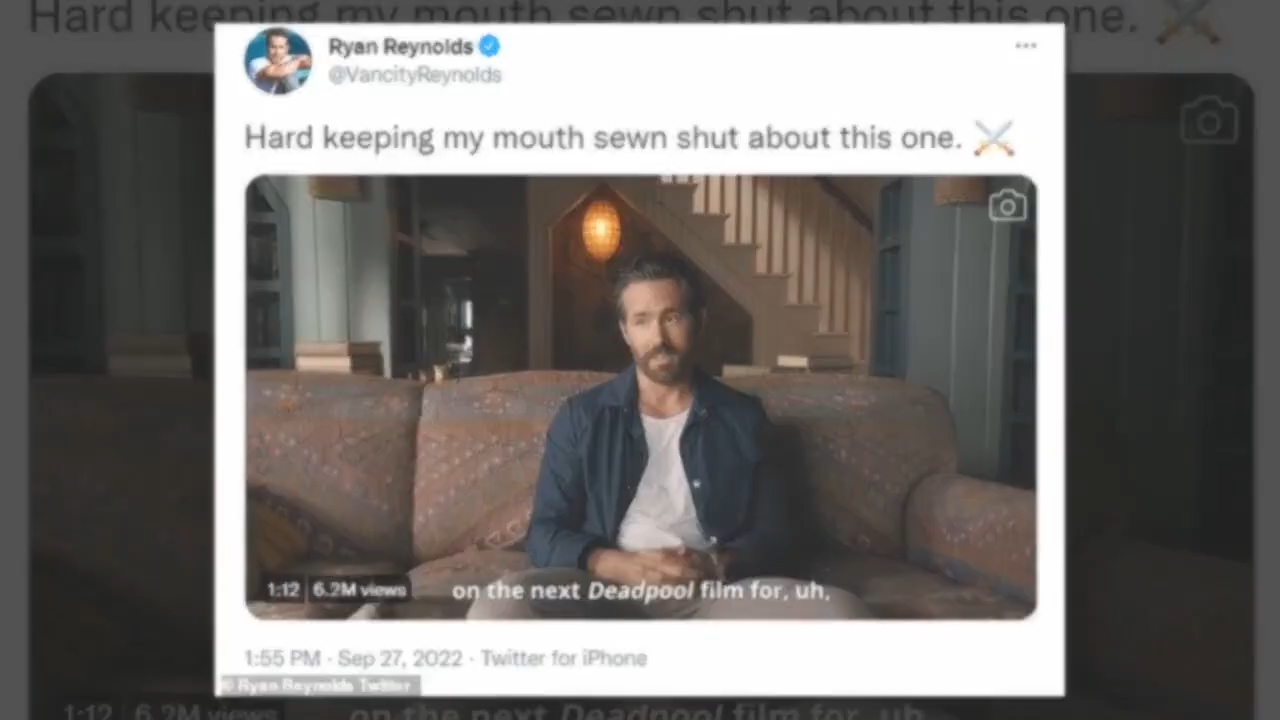 Hard keeping my mouth sewn shut about this one.
Ryan Reynolds
@VancityReynolds
Hard keeping my mouth sewn shut about this one.
1:12 6.2M views
on the next Deadpool film for, uh,
1:55 PM · Sep 27, 2022 · Twitter for iPhone
© Ryan Reynolds Twitter
1:12 6.2M views
on the next Deadpool film for, uh,